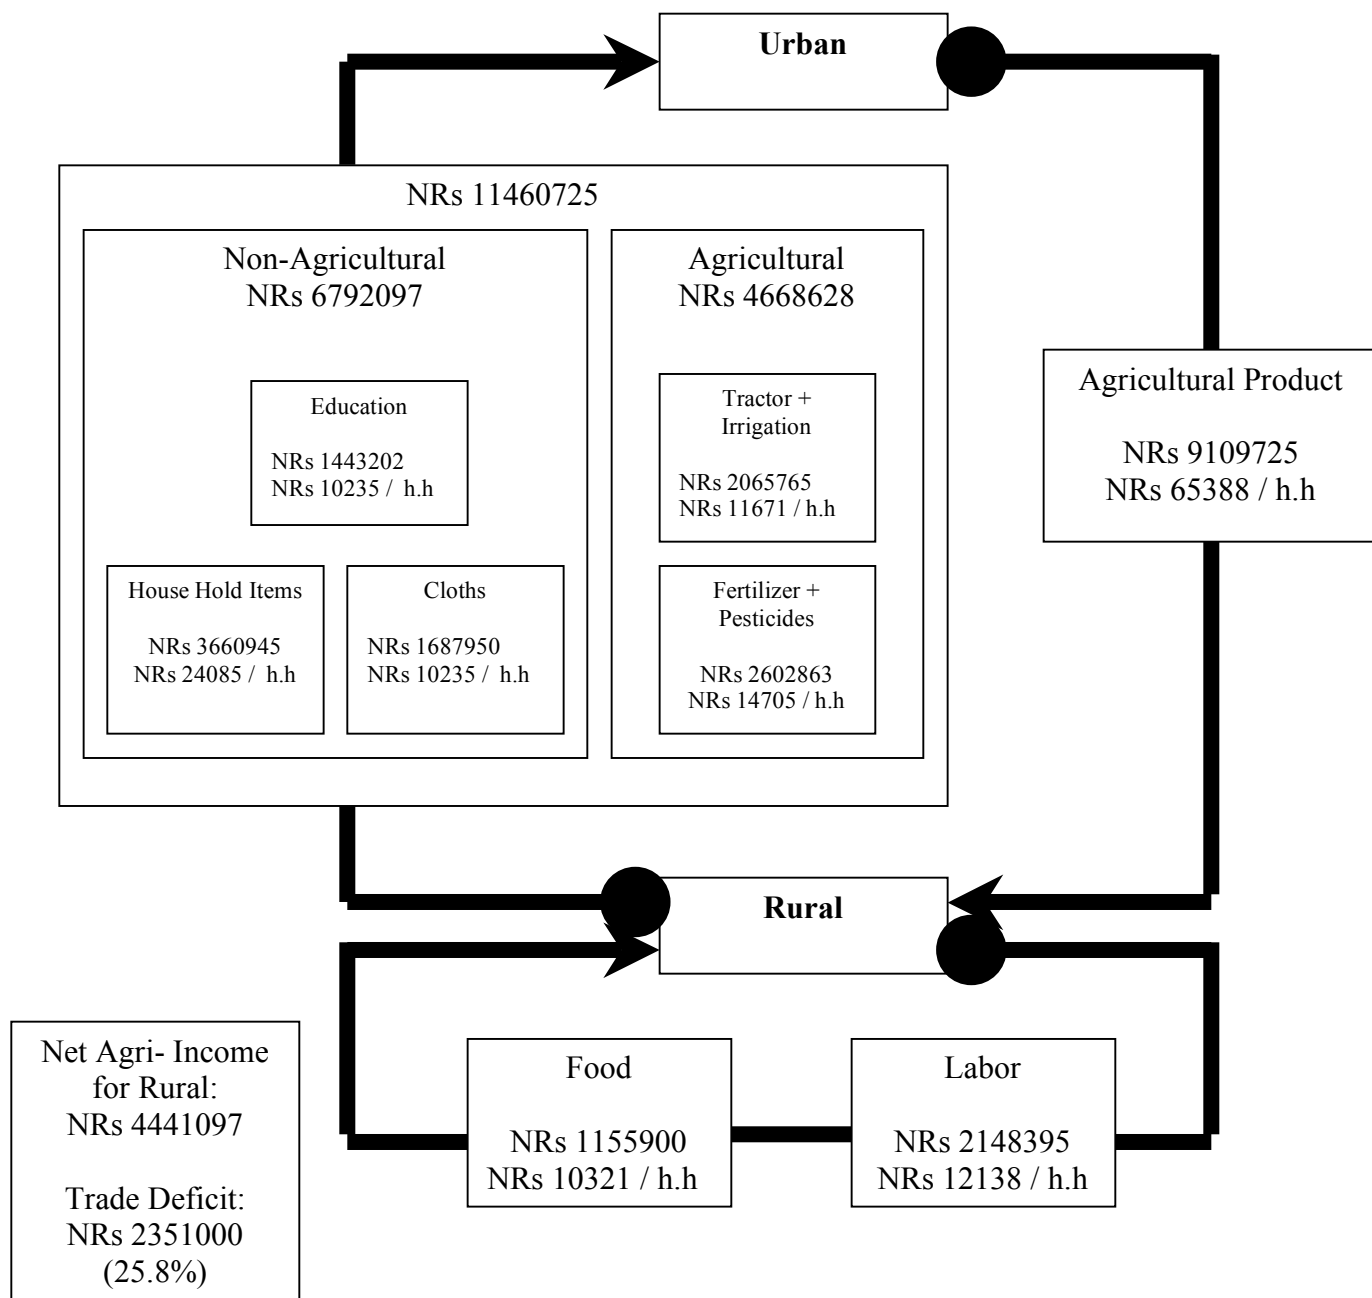 Urban
NRs 11460725
Non-Agricultural
NRs 6792097
Agricultural
NRs 4668628
Education
NRs 1443202
NRs 10235 / h.h
House Hold Items
NRs 3660945
NRs 24085 / h.h
Cloths
NRs 1687950
NRs 10235 / h.h
Tractor +
Irrigation
NRs 2065765
NRs 11671 / h.h
Fertilizer +
Pesticides
NRs 2602863
NRs 14705 / h.h
Agricultural Product
NRs 9109725
NRs 65388 / h.h
Rural
Net Agri- Income
for Rural:
NRs 4441097
Trade Deficit:
NRs 2351000
(25.8%)
Food
NRs 1155900
NRs 10321 / h.h
Labor
NRs 2148395
NRs 12138 / h.h